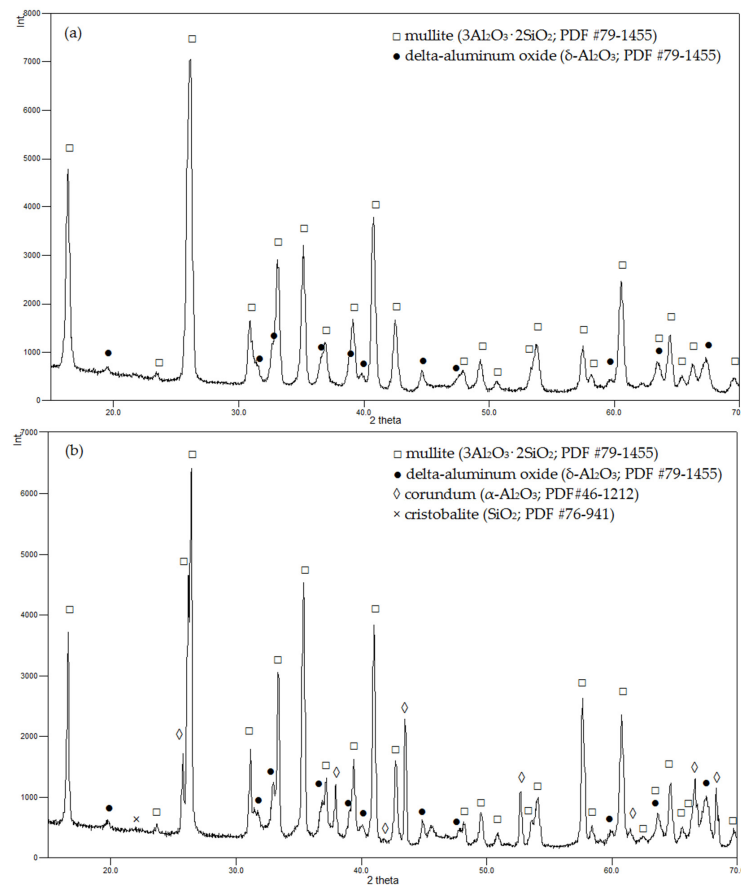 Int.
8000
(a)
□ mullite (3Al₂O₃·2SiO₂; PDF #79-1455)
● delta-aluminum oxide (δ-Al₂O₃; PDF #79-1455)
7000
6000
5000
4000
3000
2000
1000
0
20.0 30.0 40.0 50.0 60.0 70.0
2 theta
Int.
7000
(b)
□ mullite (3Al₂O₃·2SiO₂; PDF #79-1455)
● delta-aluminum oxide (δ-Al₂O₃; PDF #79-1455)
◊ corundum (α-Al₂O₃; PDF#46-1212)
× cristobalite (SiO₂; PDF #76-941)
6000
5000
4000
3000
2000
1000
0
20.0 30.0 40.0 50.0 60.0 70.0
2 theta